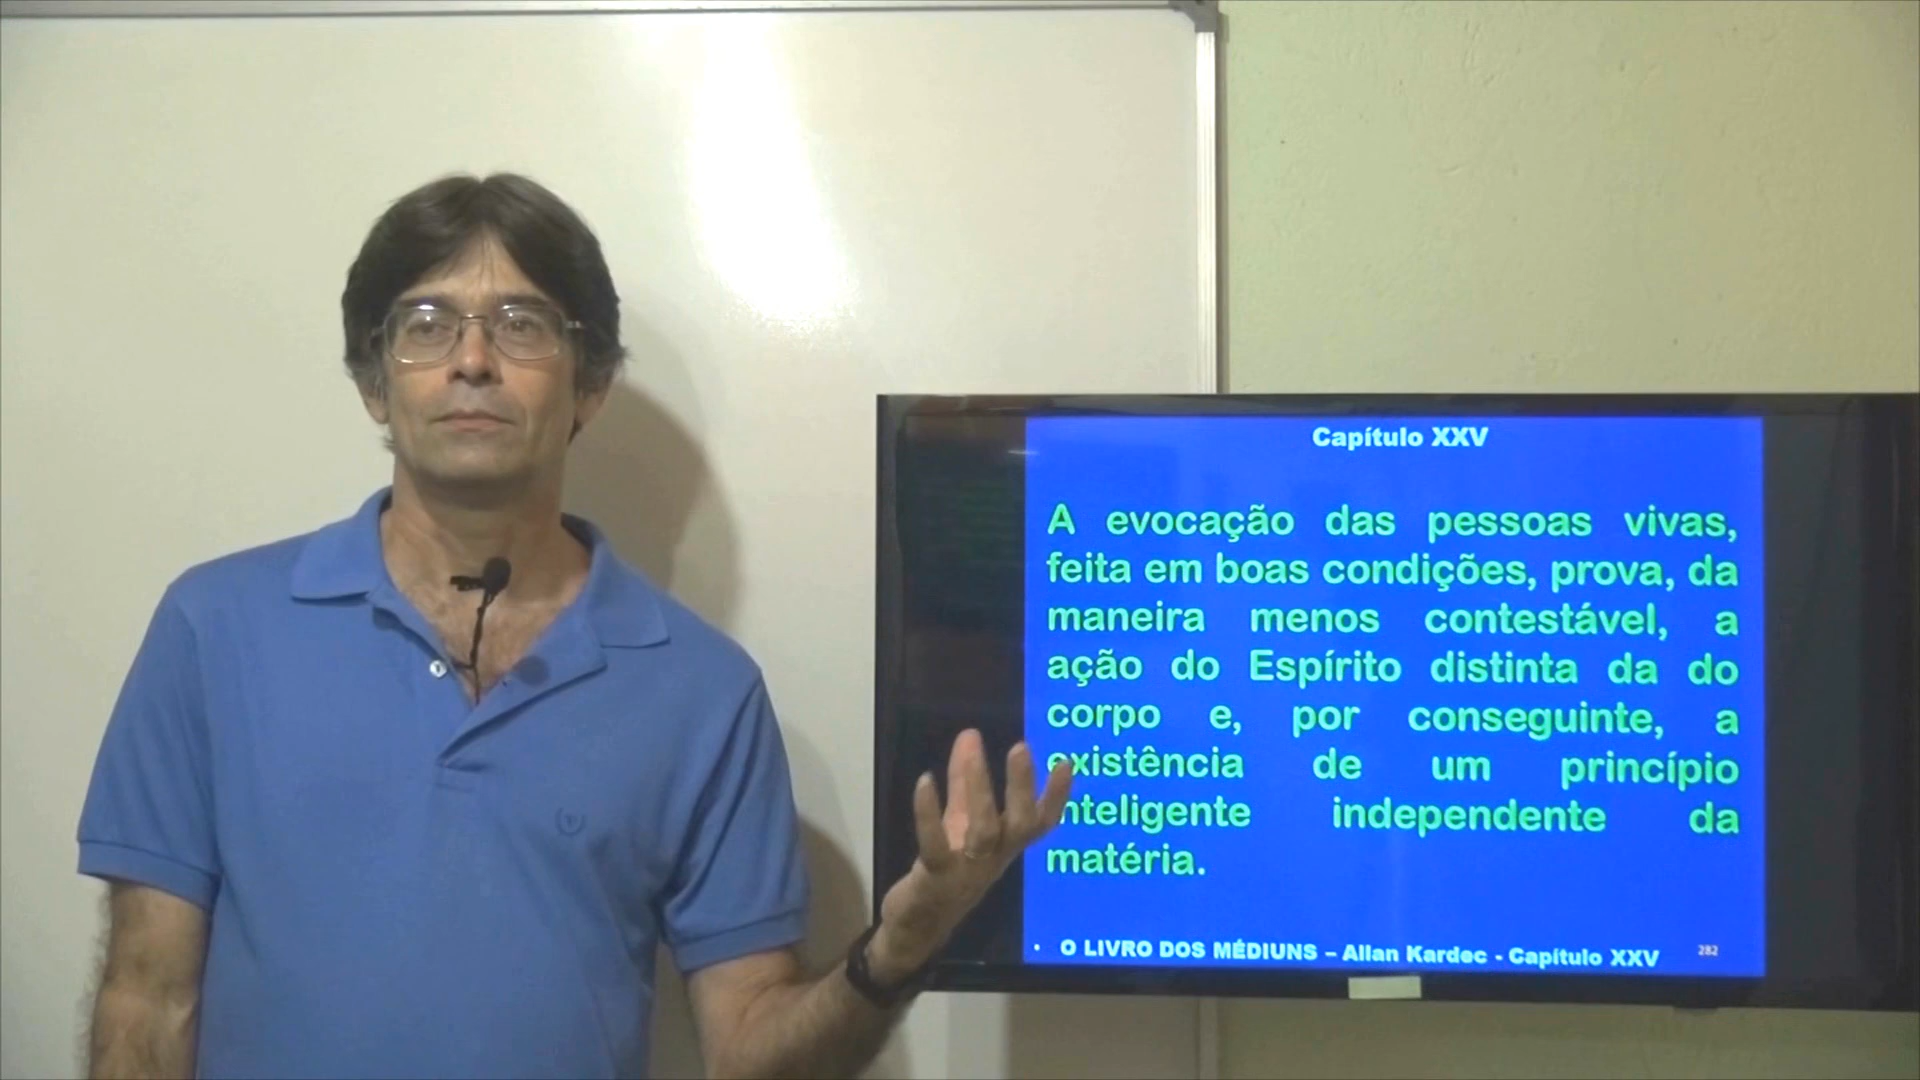 Capítulo XXV
A evocação das pessoas vivas,
feita em boas condições, prova, da
maneira menos contestável, a
ação do Espírito distinta da do
corpo e, por conseguinte, a
existência de um princípio
inteligente independente da
matéria.
• O LIVRO DOS MÉDIUNS – Allan Kardec - Capítulo XXV 282